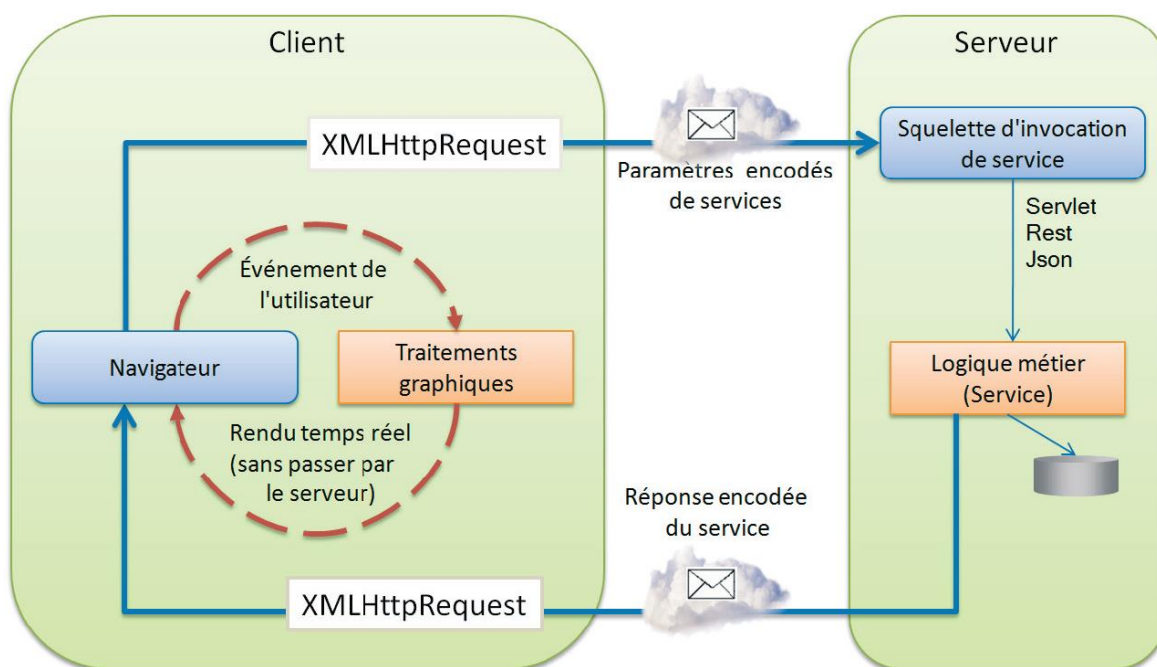 Client
Serveur
XMLHttpRequest
Paramètres encodés
de services
Squelette d'invocation
de service
Servlet
Rest
Json
Événement de
l'utilisateur
Navigateur
Traitements
graphiques
Rendu temps réel
(sans passer par
le serveur)
Logique métier
(Service)
Réponse encodée
du service
XMLHttpRequest